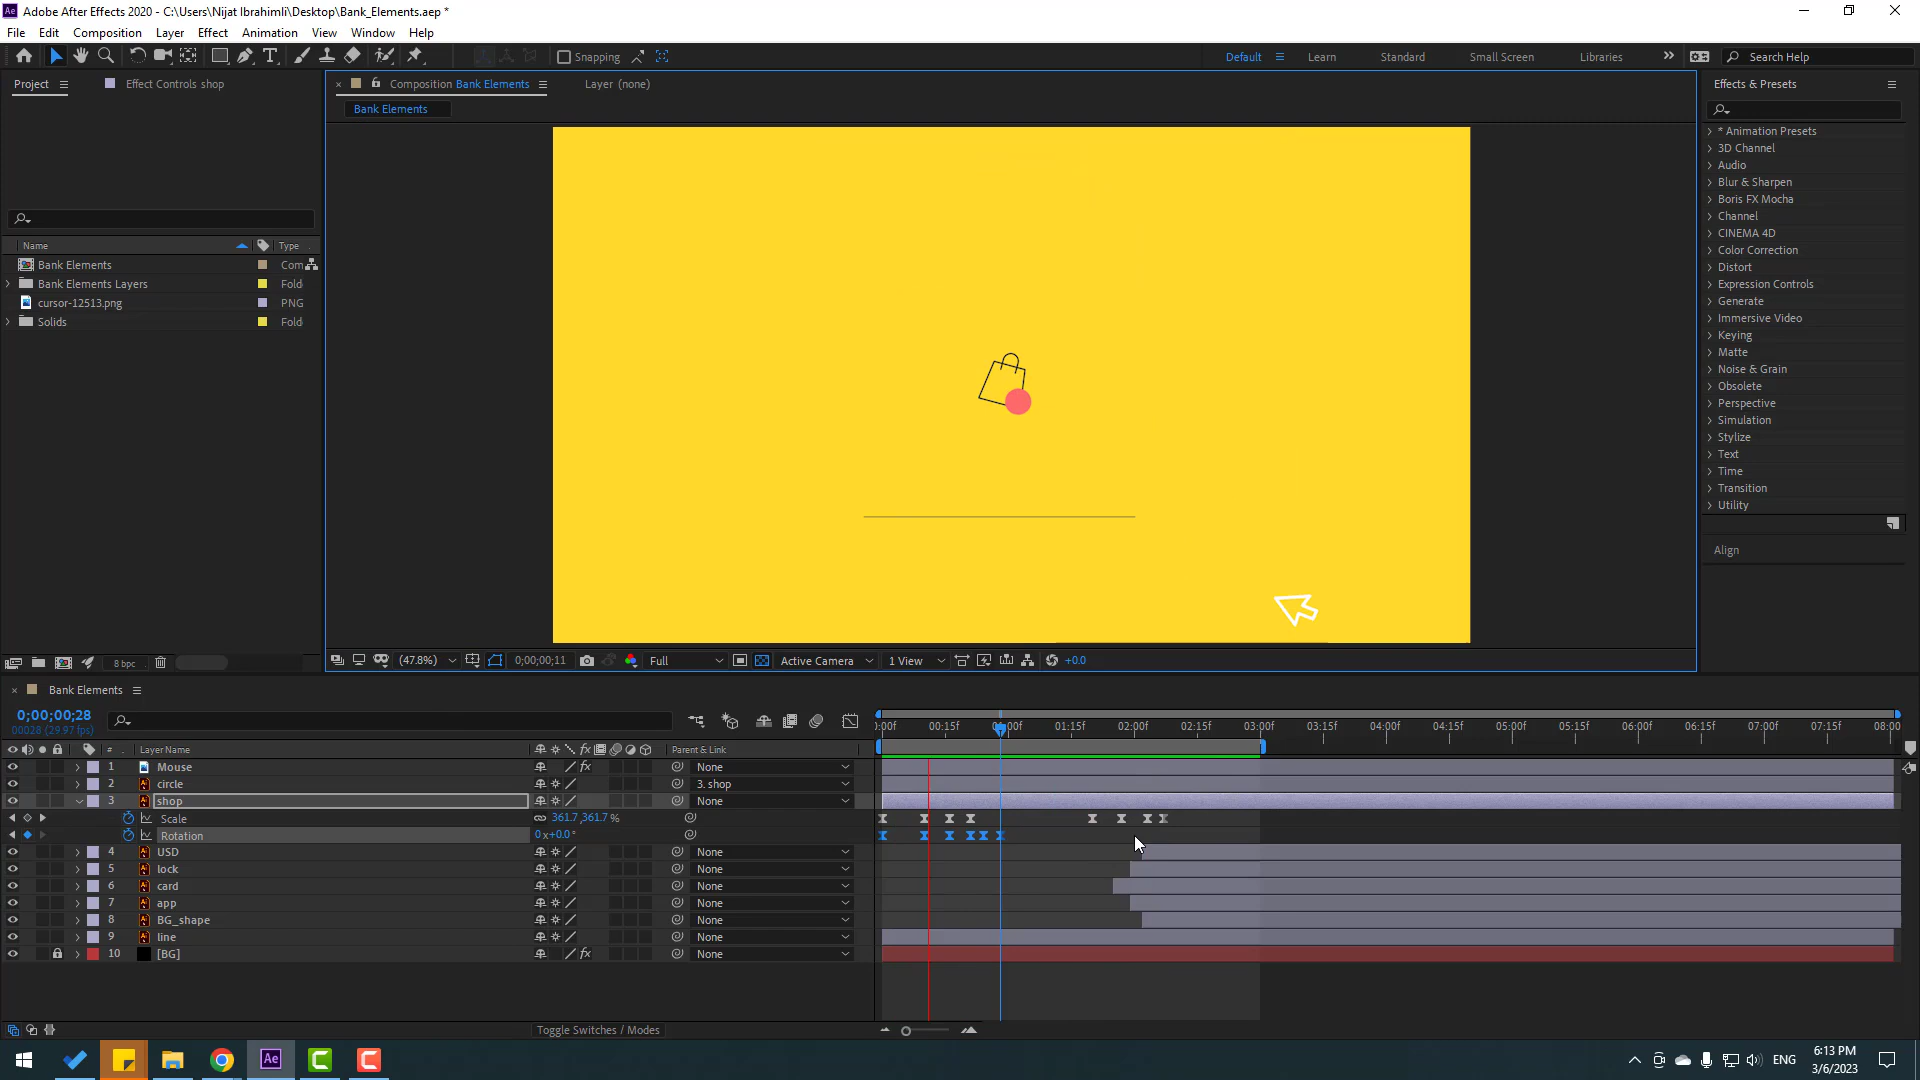 Adobe After Effects 2020 - C:\Users\Nijat Ibrahimli\Desktop\Bank_Elements.aep *
File Edit Composition Layer Effect Animation View Window Help
Snapping
Default Learn Standard Small Screen Libraries Search Help
Project Effect Controls shop
Composition Bank Elements Layer (none)
Bank Elements
Effects & Presets
* Animation Presets
3D Channel
Audio
Blur & Sharpen
Boris FX Mocha
Channel
CINEMA 4D
Color Correction
Distort
Expression Controls
Generate
Immersive Video
Keying
Matte
Noise & Grain
Obsolete
Perspective
Simulation
Stylize
Text
Time
Transition
Utility
Align
Name Type
Bank Elements Com
Bank Elements Layers Fold
cursor-12513.png PNG
Solids Fold
8 bpc
(47.8%) 0;00;00;11 Full Active Camera 1 View +0.0
Bank Elements
0;00;00;28
00028 (29.97 fps)
:00f 00:15f 01:00f 01:15f 02:00f 02:15f 03:00f 03:15f 04:00f 04:15f 05:00f 05:15f 06:00f 06:15f 07:00f 07:15f 08:00f
# Layer Name Parent & Link
1 Mouse None
2 circle 3. shop
3 shop None
Scale 361.7,361.7 %
Rotation 0x+0.0°
4 USD None
5 lock None
6 card None
7 app None
8 BG_shape None
9 line None
10 [BG] None
Toggle Switches / Modes
ENG
6:13 PM
3/6/2023